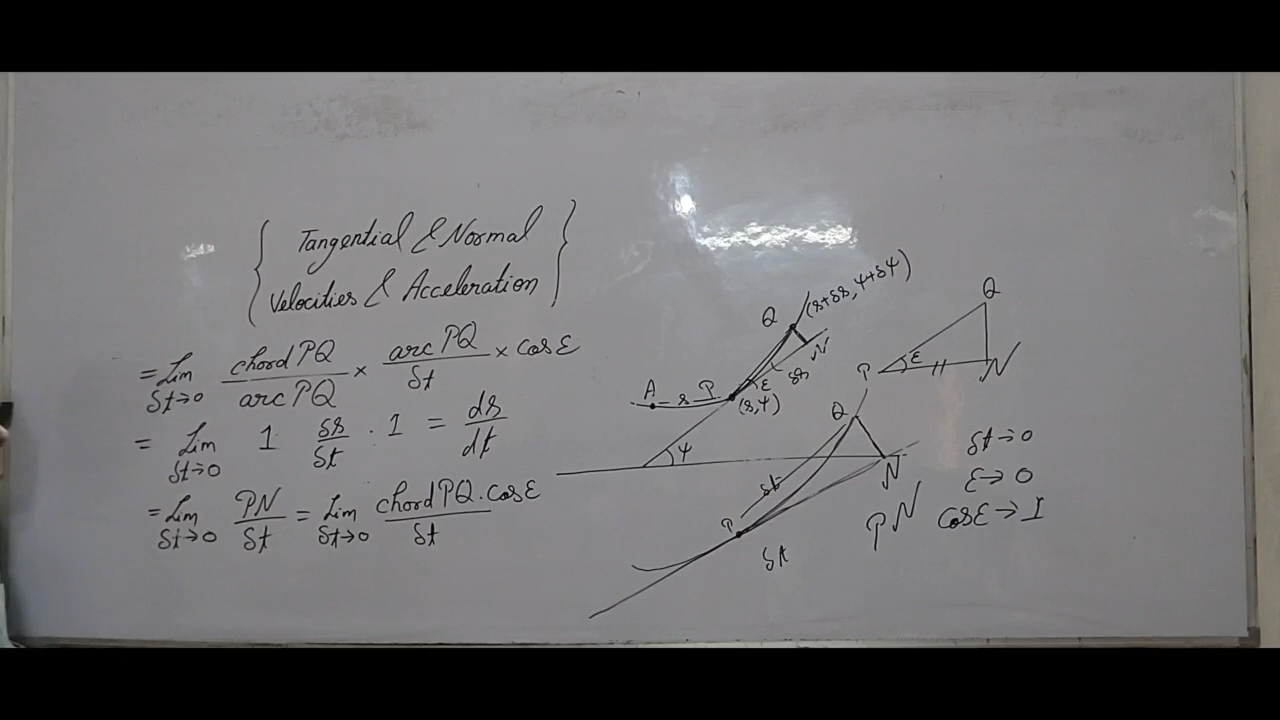 Tangential & Normal
Velocities & Acceleration
= Lim δt→0 chord PQ / arc PQ × arc PQ / δt × cos ε
= Lim δt→0 1 δs/δt · 1 = ds/dt
= Lim δt→0 PN/δt = Lim δt→0 chord PQ . cos ε / δt
Q (s+δs, ψ+δψ)
N
δs
A s P ε
(s, ψ)
ψ
Q
P ε N
Q
δt
N
P
δt
PN
δt→0
ε→0
cos ε→1